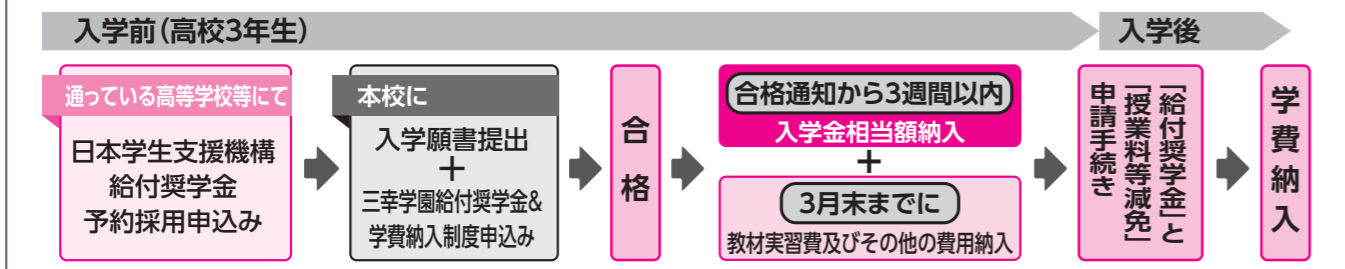 入学前(高校3年生)
入学後
通っている高等学校等にて
日本学生支援機構
給付奨学金
予約採用申込み
本校に
入学願書提出
+
三幸学園給付奨学金&
学費納入制度申込み
合格
合格通知から3週間以内
入学金相当額納入
+
3月末までに
教材実習費及びその他の費用納入
「給付奨学金」と
「授業料等減免」
申請手続き
学費納入